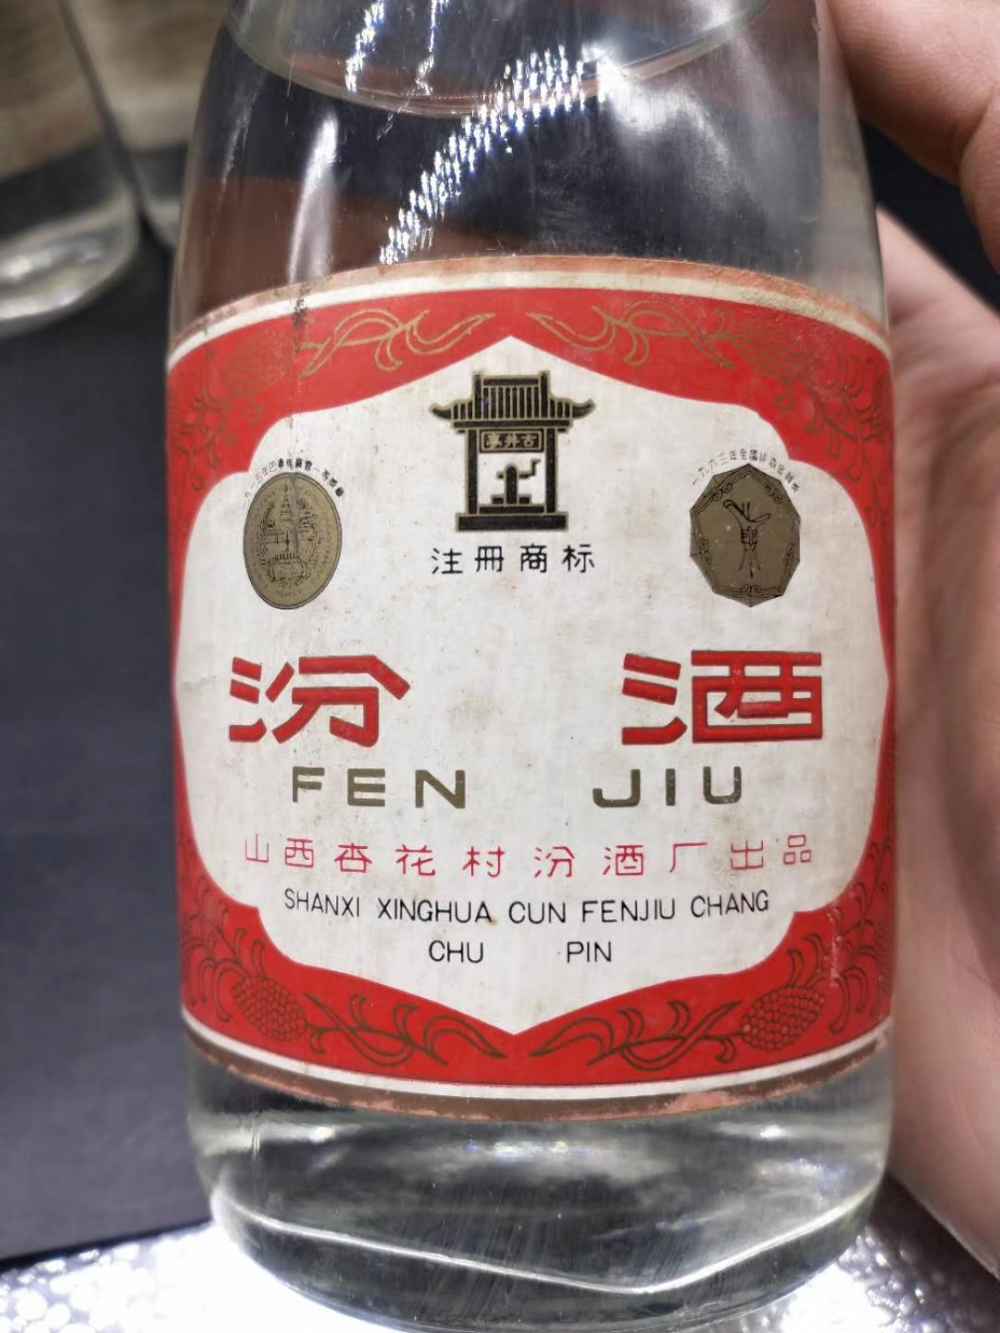 古井亭
注册商标
汾酒
FEN JIU
山西杏花村汾酒厂出品
SHANXI XINGHUA CUN FENJIU CHANG
CHU PIN